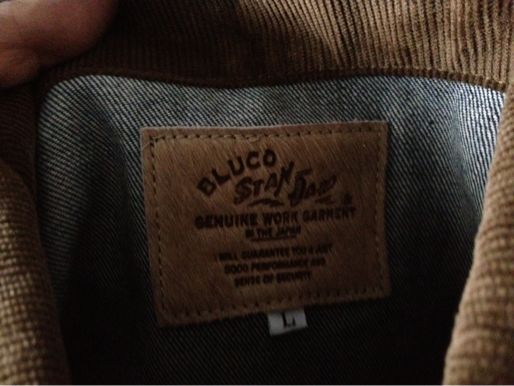 BLUCO
STANDARD
GENUINE WORK GARMENT
IN THE JAPAN
I WILL GUARANTEE YOU A JUST
GOOD PERFORMANCE AND
SENSE OF SECURITY
L